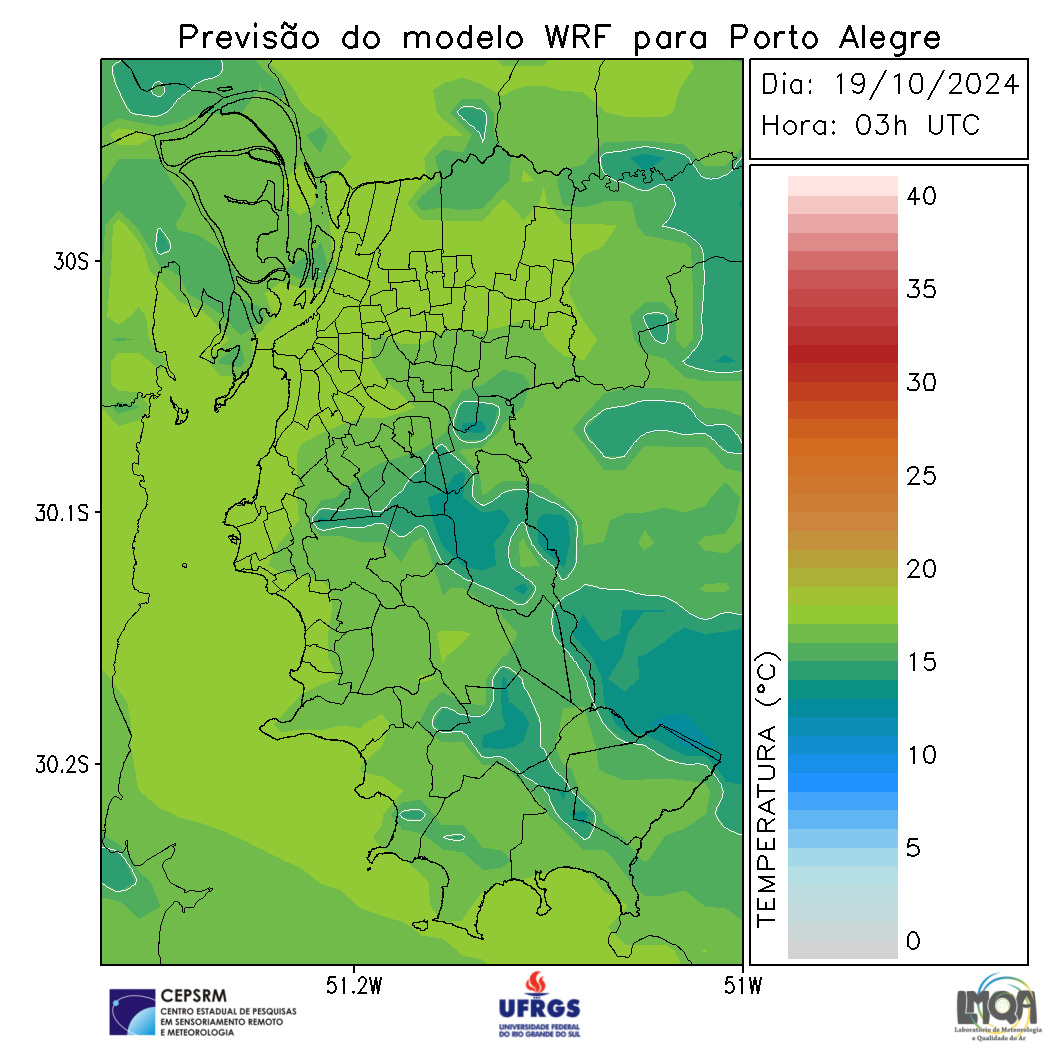 Previsão do modelo WRF para Porto Alegre
Dia: 19/10/2024
Hora: 03h UTC
40
35
30
25
20
15
10
5
0
TEMPERATURA (°C)
30S
30.1S
30.2S
51.2W
51W
CEPSRM
CENTRO ESTADUAL DE PESQUISAS
EM SENSORIAMENTO REMOTO
E METEOROLOGIA
UFRGS
UNIVERSIDADE FEDERAL
DO RIO GRANDE DO SUL
LMQA
Laboratório de Meteorologia
e Qualidade do Ar